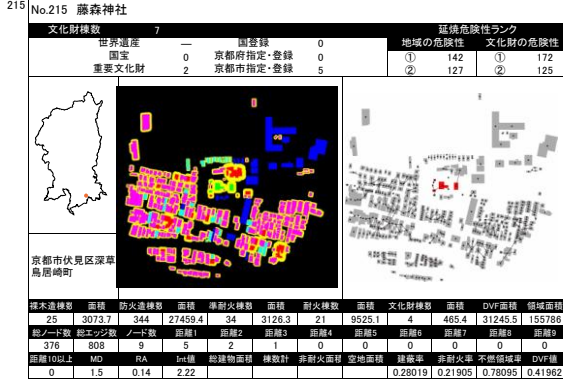 215
No.215 藤森神社
文化財棟数 7 延焼危険性ランク
世界遺産 — 国登録 0 地域の危険性 文化財の危険性
国宝 0 京都府指定・登録 0 ① 142 ① 172
重要文化財 2 京都市指定・登録 5 ② 127 ② 125
京都市伏見区深草
鳥居崎町
裸木造棟数 面積 防火造棟数 面積 準耐火棟数 面積 耐火棟数 面積 文化財棟数 面積 DVF面積 領域面積
25 3073.7 344 27459.4 34 3126.3 21 9525.1 4 465.4 31245.5 155786
総ノード数 総エッジ数 ノード数 距離1 距離2 距離3 距離4 距離5 距離6 距離7 距離8 距離9
376 808 9 5 2 1 0 0 0 0 0 0
距離10以上 MD RA Int値 総建物面積 棟数計 非耐火面積 空地面積 建蔽率 非耐火率 不燃領域率 DVF値
0 1.5 0.14 2.22 0.28019 0.21905 0.78095 0.41962